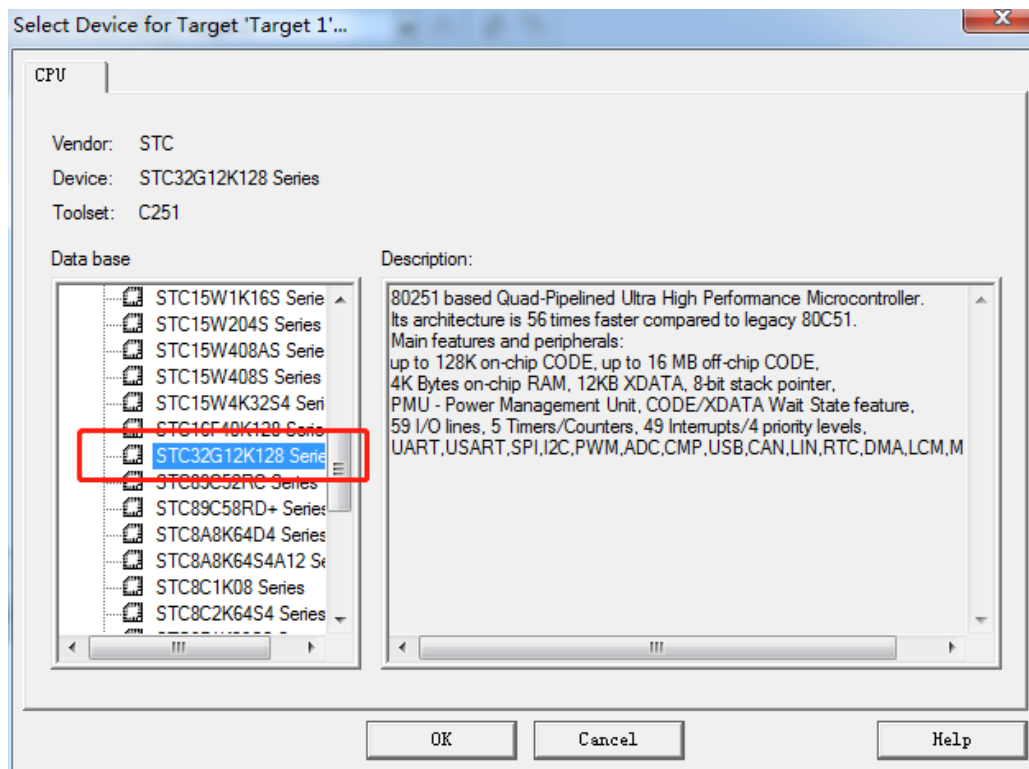 Select Device for Target 'Target 1'...
CPU
Vendor: STC
Device: STC32G12K128 Series
Toolset: C251
Data base
STC15W1K16S Serie
STC15W204S Series
STC15W408AS Serie
STC15W408S Series
STC15W4K32S4 Seri
STC16F40K128 Serie
STC32G12K128 Serie
STC89C52RC Series
STC89C58RD+ Series
STC8A8K64D4 Series
STC8A8K64S4A12 Se
STC8C1K08 Series
STC8C2K64S4 Series
Description:
80251 based Quad-Pipelined Ultra High Performance Microcontroller.
Its architecture is 56 times faster compared to legacy 80C51.
Main features and peripherals:
up to 128K on-chip CODE, up to 16 MB off-chip CODE,
4K Bytes on-chip RAM, 12KB XDATA, 8-bit stack pointer,
PMU - Power Management Unit, CODE/XDATA Wait State feature,
59 I/O lines, 5 Timers/Counters, 49 Interrupts/4 priority levels,
UART,USART,SPI,I2C,PWM,ADC,CMP,USB,CAN,LIN,RTC,DMA,LCM,M
OK Cancel Help